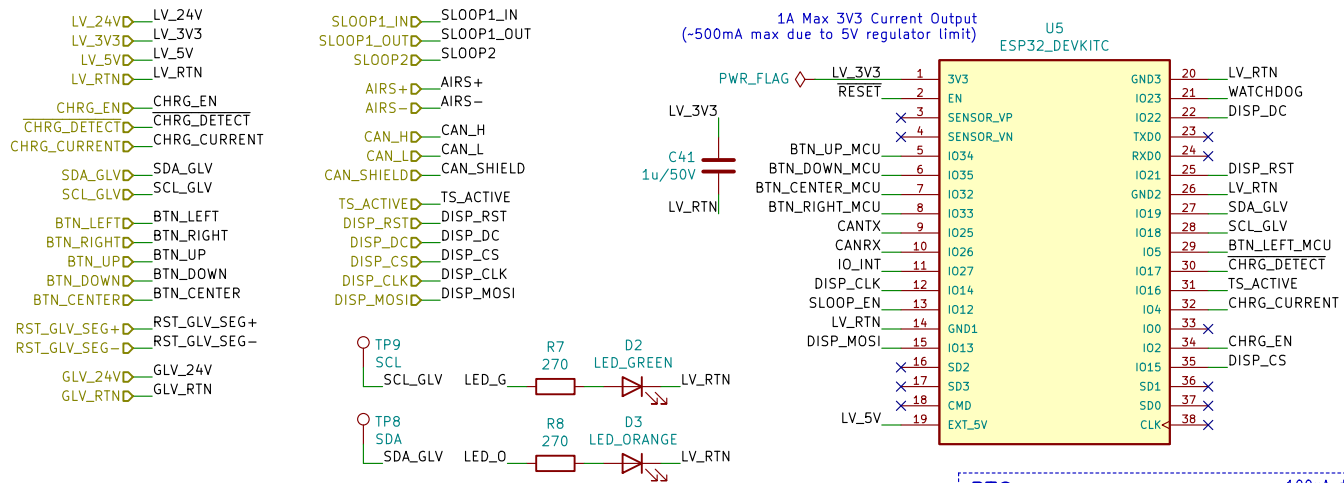 LV_24V LV_24V
LV_3V3 LV_3V3
LV_5V LV_5V
LV_RTN LV_RTN
CHRG_EN CHRG_EN
CHRG_DETECT CHRG_DETECT
CHRG_CURRENT CHRG_CURRENT
SDA_GLV SDA_GLV
SCL_GLV SCL_GLV
BTN_LEFT BTN_LEFT
BTN_RIGHT BTN_RIGHT
BTN_UP BTN_UP
BTN_DOWN BTN_DOWN
BTN_CENTER BTN_CENTER
RST_GLV_SEG+ RST_GLV_SEG+
RST_GLV_SEG- RST_GLV_SEG-
GLV_24V GLV_24V
GLV_RTN GLV_RTN
SLOOP1_IN SLOOP1_IN
SLOOP1_OUT SLOOP1_OUT
SLOOP2 SLOOP2
AIRS+ AIRS+
AIRS- AIRS-
CAN_H CAN_H
CAN_L CAN_L
CAN_SHIELD CAN_SHIELD
TS_ACTIVE TS_ACTIVE
DISP_RST DISP_RST
DISP_DC DISP_DC
DISP_CS DISP_CS
DISP_CLK DISP_CLK
DISP_MOSI DISP_MOSI
TP9
SCL
SCL_GLV
TP8
SDA
SDA_GLV
R7
270
D2
LED_GREEN
LED_G
LV_RTN
R8
270
D3
LED_ORANGE
LED_O
LV_RTN
1A Max 3V3 Current Output
(~500mA max due to 5V regulator limit)
LV_3V3
C41
1u/50V
LV_RTN
U5
ESP32_DEVKITC
PWR_FLAG LV_3V3 1 3V3
RESET 2 EN
3 SENSOR_VP
4 SENSOR_VN
BTN_UP_MCU 5 IO34
BTN_DOWN_MCU 6 IO35
BTN_CENTER_MCU 7 IO32
BTN_RIGHT_MCU 8 IO33
CANTX 9 IO25
CANRX 10 IO26
IO_INT 11 IO27
DISP_CLK 12 IO14
SLOOP_EN 13 IO12
LV_RTN 14 GND1
DISP_MOSI 15 IO13
16 SD2
17 SD3
18 CMD
LV_5V 19 EXT_5V
GND3 20 LV_RTN
IO23 21 WATCHDOG
IO22 22 DISP_DC
TXD0 23
RXD0 24
IO21 25 DISP_RST
GND2 26 LV_RTN
IO19 27 SDA_GLV
IO18 28 SCL_GLV
IO5 29 BTN_LEFT_MCU
IO17 30 CHRG_DETECT
IO16 31 TS_ACTIVE
IO4 32 CHRG_CURRENT
IO0 33
IO2 34 CHRG_EN
IO15 35 DISP_CS
SD1 36
SD0 37
CLK 38